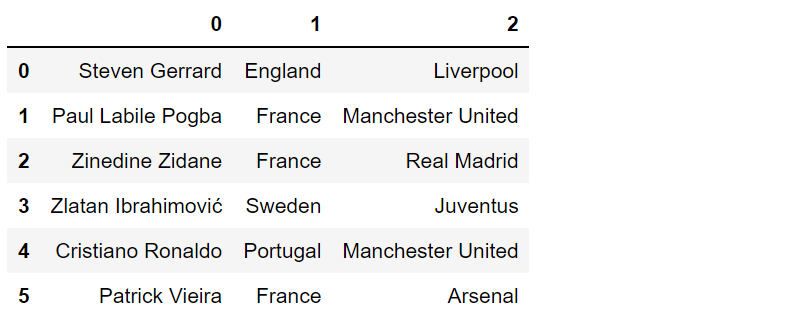 0 1 2
0 Steven Gerrard England Liverpool
1 Paul Labile Pogba France Manchester United
2 Zinedine Zidane France Real Madrid
3 Zlatan Ibrahimović Sweden Juventus
4 Cristiano Ronaldo Portugal Manchester United
5 Patrick Vieira France Arsenal